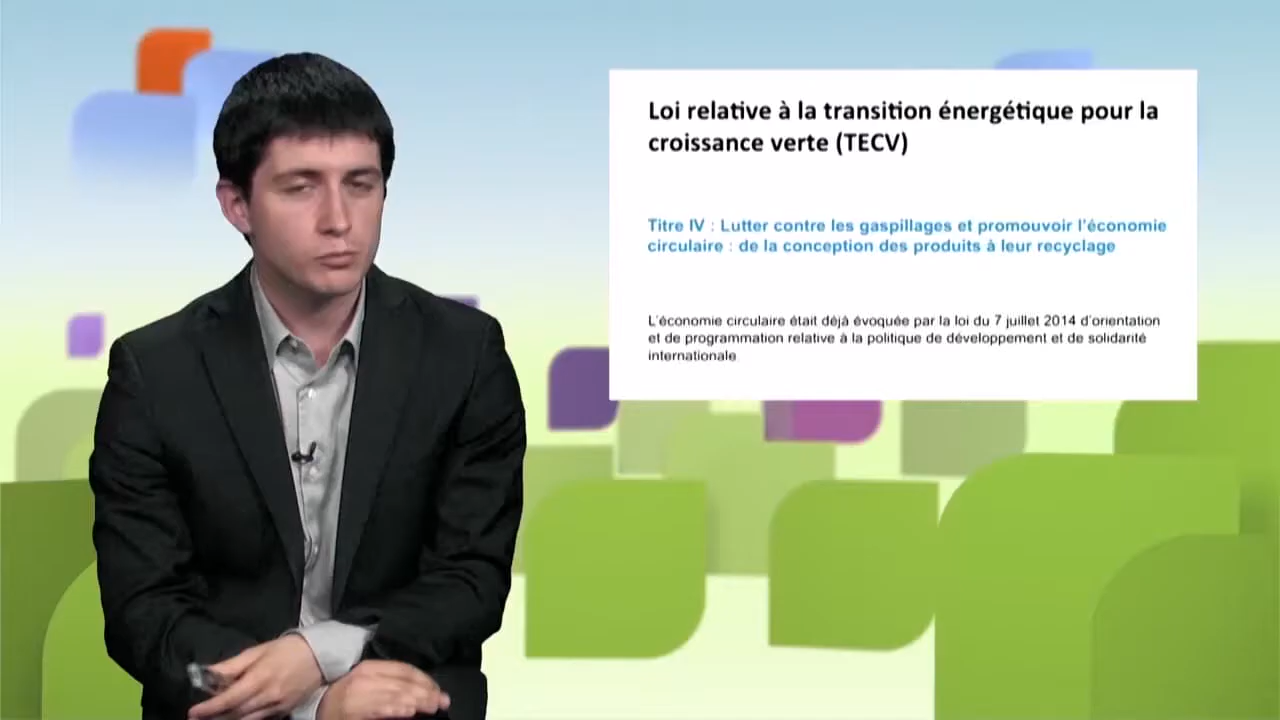 Loi relative à la transition énergétique pour la
croissance verte (TECV)
Titre IV : Lutter contre les gaspillages et promouvoir l'économie
circulaire : de la conception des produits à leur recyclage
L'économie circulaire était déjà évoquée par la loi du 7 juillet 2014 d'orientation
et de programmation relative à la politique de développement et de solidarité
internationale